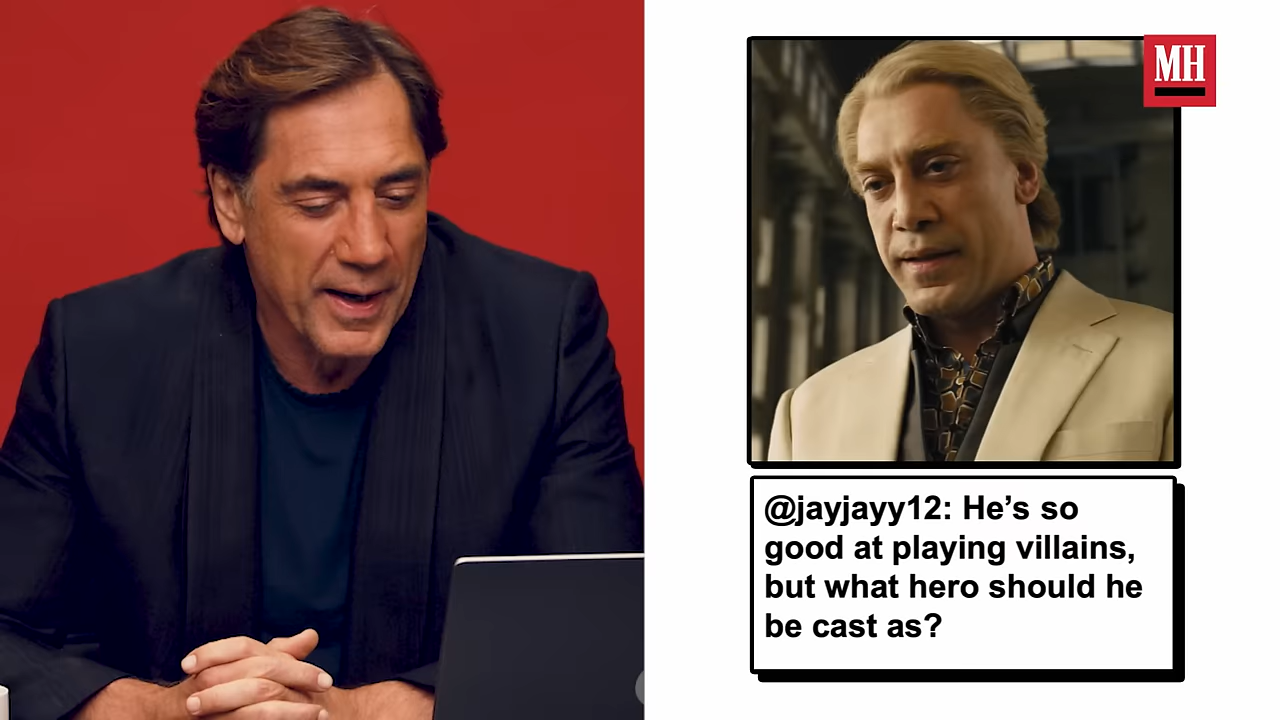 MH
@jayjayy12: He’s so
good at playing villains,
but what hero should he
be cast as?